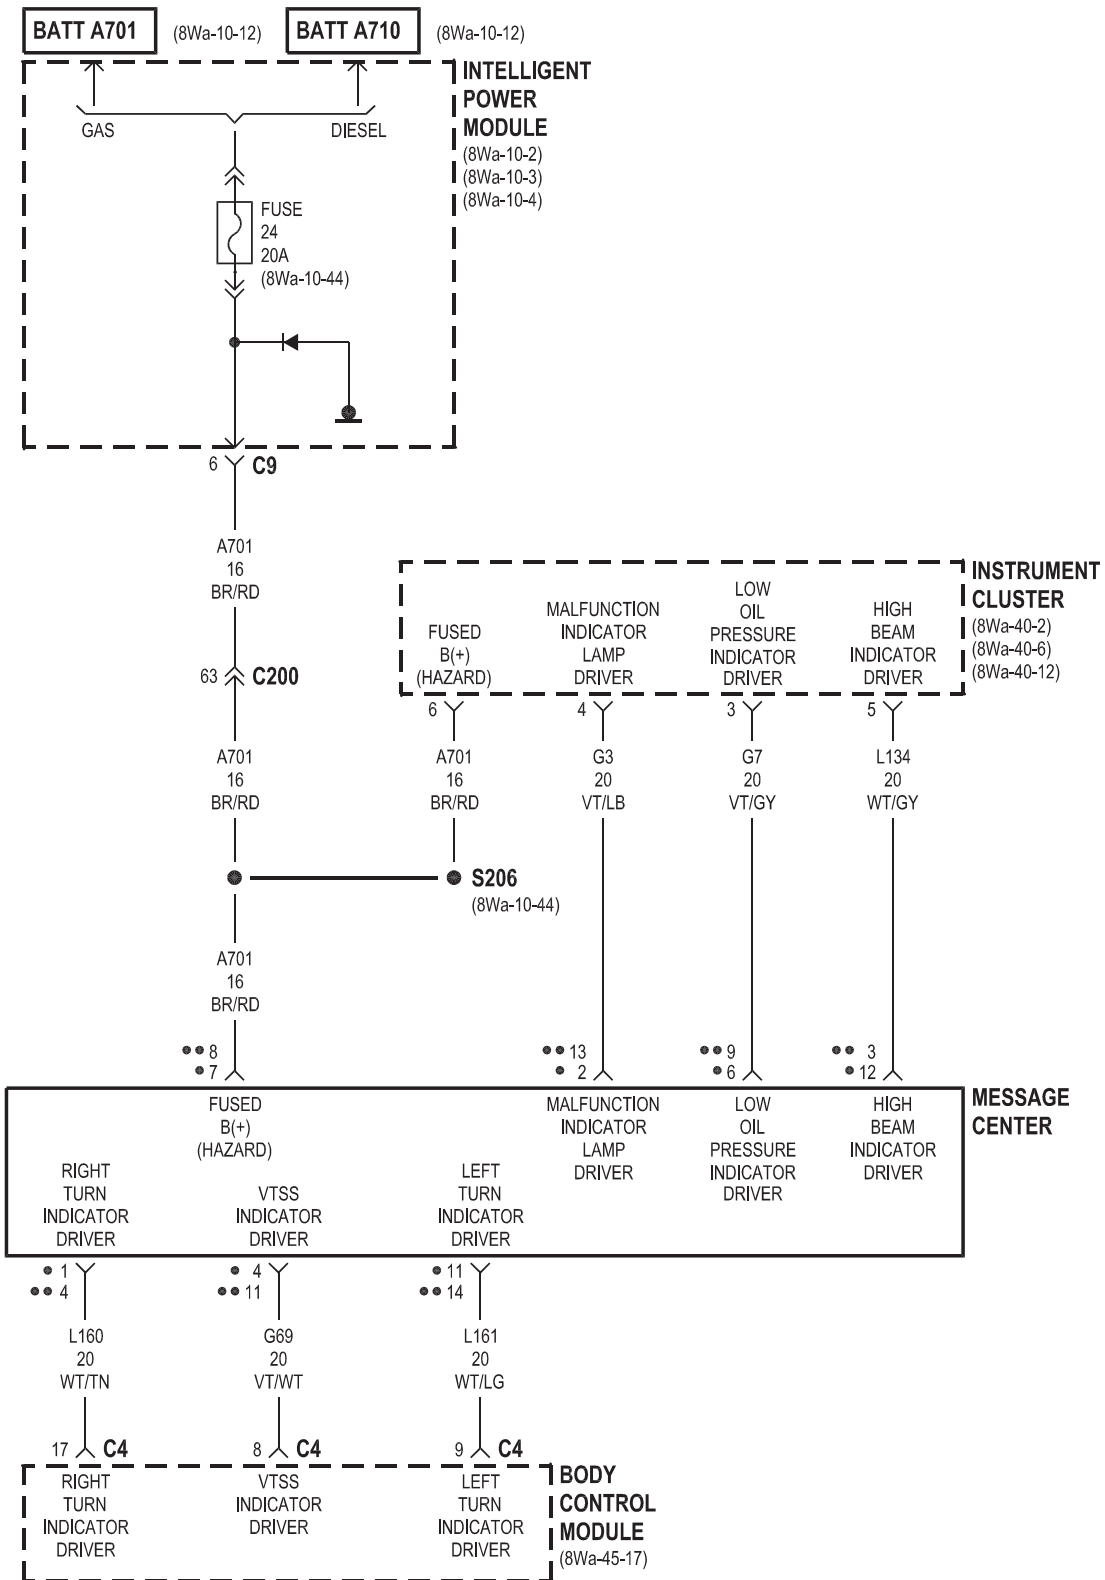 BATT A701 (8Wa-10-12) BATT A710 (8Wa-10-12)
INTELLIGENT
POWER
MODULE
(8Wa-10-2)
(8Wa-10-3)
(8Wa-10-4)
GAS DIESEL
FUSE
24
20A
(8Wa-10-44)
6 C9
A701
16
BR/RD
63 C200
INSTRUMENT
CLUSTER
(8Wa-40-2)
(8Wa-40-6)
(8Wa-40-12)
FUSED
B(+)
(HAZARD)
MALFUNCTION
INDICATOR
LAMP
DRIVER
LOW
OIL
PRESSURE
INDICATOR
DRIVER
HIGH
BEAM
INDICATOR
DRIVER
6 4 3 5
A701
16
BR/RD
A701
16
BR/RD
G3
20
VT/LB
G7
20
VT/GY
L134
20
WT/GY
S206
(8Wa-10-44)
A701
16
BR/RD
●● 8
● 7
●● 13
● 2
●● 9
● 6
●● 3
● 12
MESSAGE
CENTER
FUSED
B(+)
(HAZARD)
MALFUNCTION
INDICATOR
LAMP
DRIVER
LOW
OIL
PRESSURE
INDICATOR
DRIVER
HIGH
BEAM
INDICATOR
DRIVER
RIGHT
TURN
INDICATOR
DRIVER
VTSS
INDICATOR
DRIVER
LEFT
TURN
INDICATOR
DRIVER
● 1
●● 4
● 4
●● 11
● 11
●● 14
L160
20
WT/TN
G69
20
VT/WT
L161
20
WT/LG
17 C4
8 C4
9 C4
RIGHT
TURN
INDICATOR
DRIVER
VTSS
INDICATOR
DRIVER
LEFT
TURN
INDICATOR
DRIVER
BODY
CONTROL
MODULE
(8Wa-45-17)